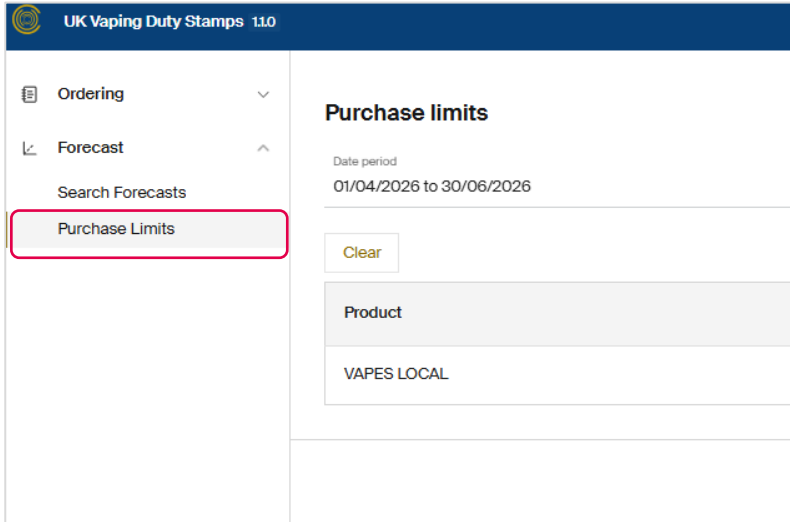 UK Vaping Duty Stamps 1.1.0
Ordering
Forecast
Search Forecasts
Purchase Limits
Purchase limits
Date period
01/04/2026 to 30/06/2026
Clear
Product
VAPES LOCAL